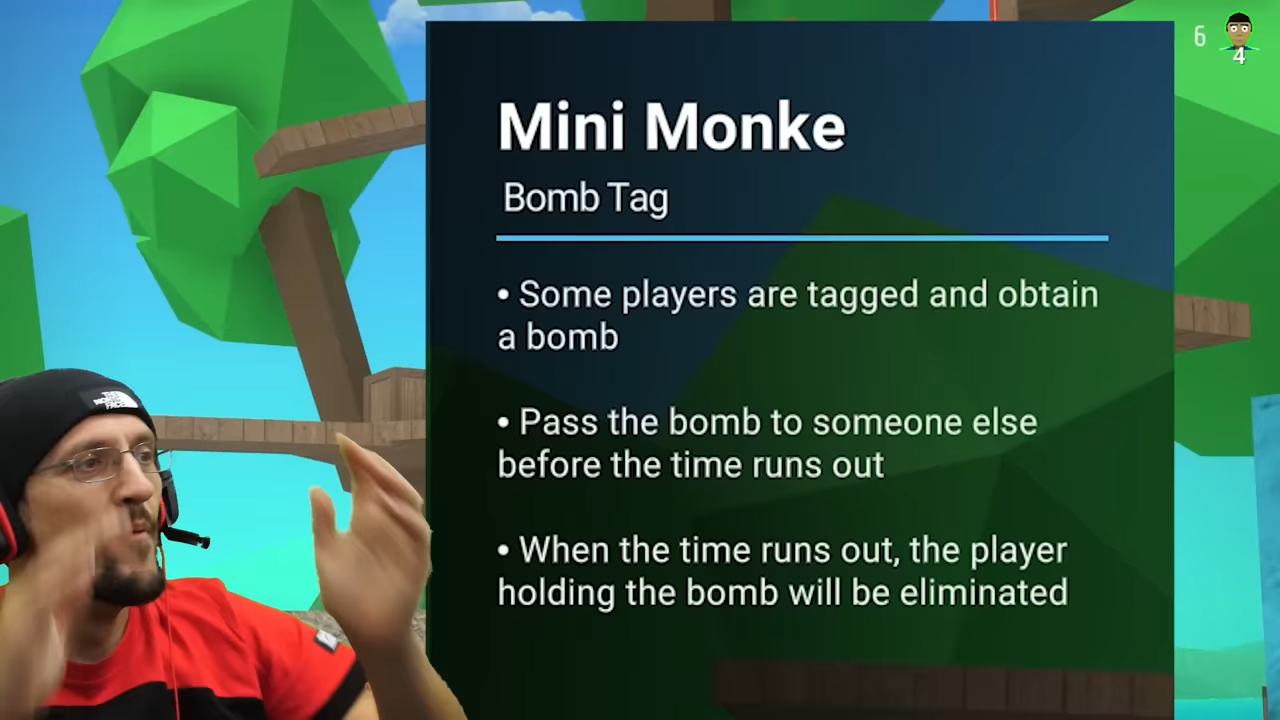 6
4
Mini Monke
Bomb Tag
• Some players are tagged and obtain
a bomb
• Pass the bomb to someone else
before the time runs out
• When the time runs out, the player
holding the bomb will be eliminated
THE
NORTH
FACE